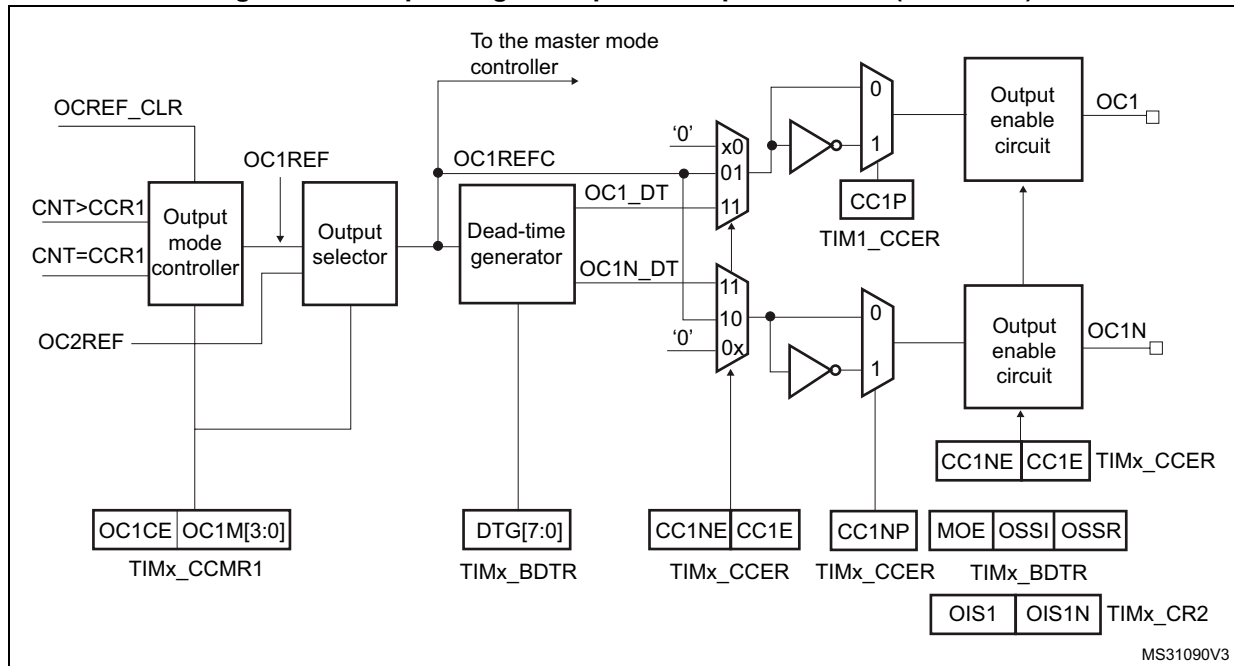 To the master mode
controller
OCREF_CLR
OC1REF
OC1REFC
CNT>CCR1
CNT=CCR1
Output
mode
controller
Output
selector
OC2REF
Dead-time
generator
OC1_DT
OC1N_DT
‘0’
x0
01
11
11
10
0x
‘0’
0
1
CC1P
TIM1_CCER
0
1
Output
enable
circuit
OC1
Output
enable
circuit
OC1N
CC1NE CC1E TIMx_CCER
OC1CE OC1M[3:0]
TIMx_CCMR1
DTG[7:0]
TIMx_BDTR
CC1NE CC1E
TIMx_CCER
CC1NP
TIMx_CCER
MOE OSSI OSSR
TIMx_BDTR
OIS1 OIS1N TIMx_CR2
MS31090V3